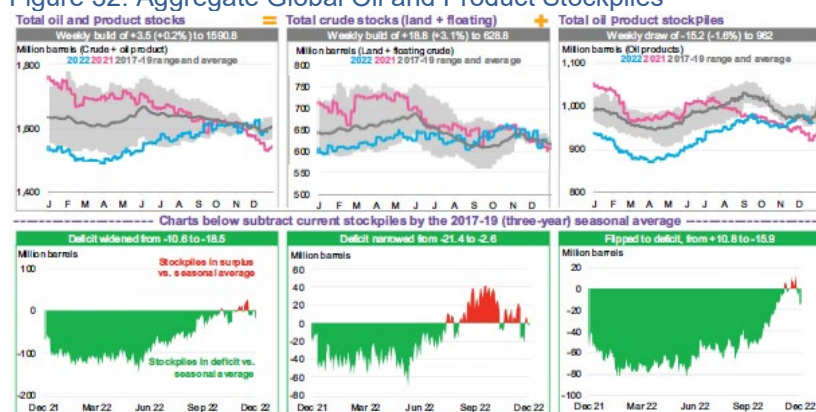 Figure 32: Aggregate Global Oil and Product Stockpiles
Total oil and product stocks = Total crude stocks (land + floating) + Total oil product stockpiles
Weekly build of +3.5 (+0.2%) to 1590.8
Weekly build of +18.8 (+3.1%) to 628.8
Weekly draw of -15.2 (-1.6%) to 962
Million barrels (Crude + oil product)
2022 2021 2017-19 range and average
1,800
1,600
1,400
J F M A M J J A S O N D
Million barrels (Land + floating crude)
2022 2021 2017-19 range and average
800
750
700
650
600
550
500
J F M A M J J A S O N D
Million barrels (Oil products)
2022 2021 2017-19 range and average
1,100
1,000
900
800
J F M A M J J A S O N D
Charts below subtract current stockpiles by the 2017-19 (three-year) seasonal average
Deficit widened from -10.6 to -18.5
Million barrels
100
0
-100
-200
Stockpiles in surplus
vs. seasonal average
Stockpiles in deficit vs.
seasonal average
Dec 21 Mar 22 Jun 22 Sep 22 Dec 22
Deficit narrowed from -21.4 to -2.6
Million barrels
60
40
20
0
-20
-40
-60
-80
Dec 21 Mar 22 Jun 22 Sep 22 Dec 22
Flipped to deficit, from +10.8 to -15.9
Million barrels
20
0
-20
-40
-60
-80
-100
Dec 21 Mar 22 Jun 22 Sep 22 Dec 22